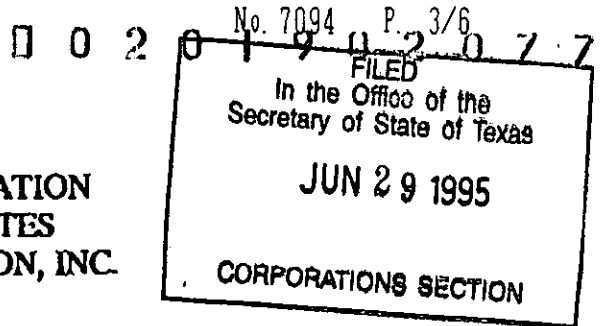 No. 7094 P. 3/6
0 0 2 0 1 9 0 2 0 7 7
FILED
In the Office of the
Secretary of State of Texas
JUN 29 1995
CORPORATIONS SECTION
ATION
TES
ON, INC.